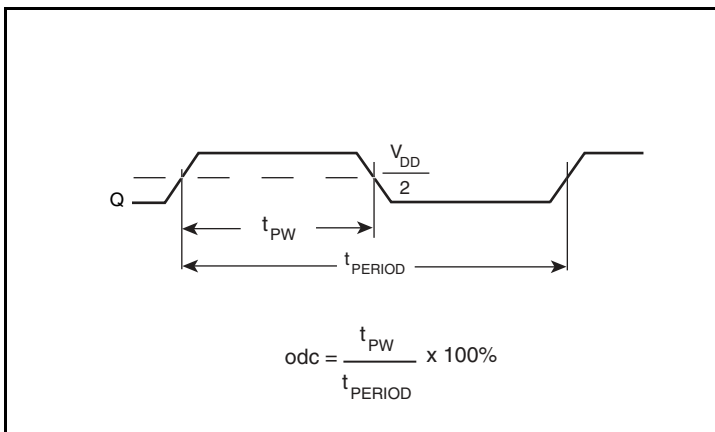 V_DD
2
Q
t_PW
t_PERIOD
t_PW
odc = x 100%
t_PERIOD